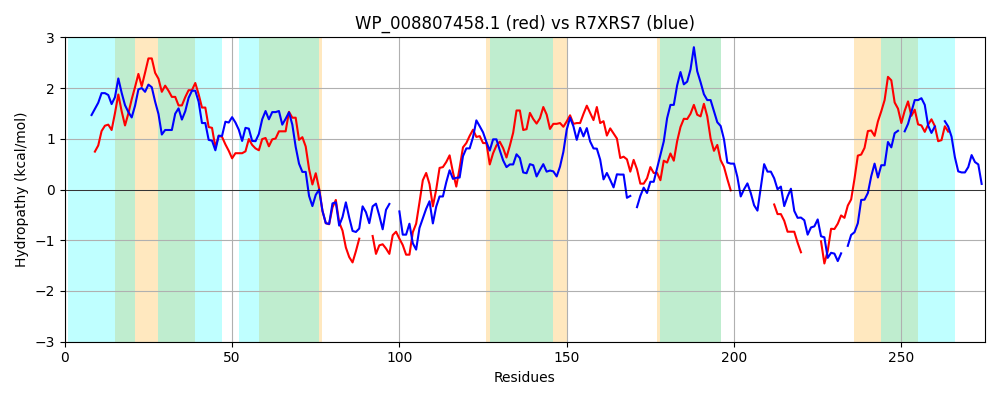 WP_008807458.1 (red) vs R7XRS7 (blue)
Hydropathy (kcal/mol)
3
2
1
0
−1
−2
−3
0 50 100 150 200 250
Residues